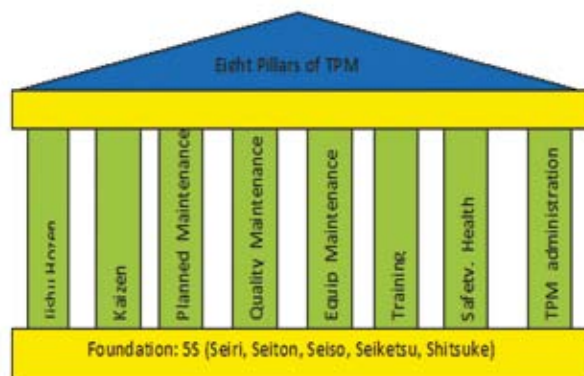 Eight Pillars of TPM
Jishu Hozen
Kaizen
Planned Maintenance
Quality Maintenance
Equip Maintenance
Training
Safety, Health
TPM administration
Foundation: 5S (Seiri, Seiton, Seiso, Seiketsu, Shitsuke)